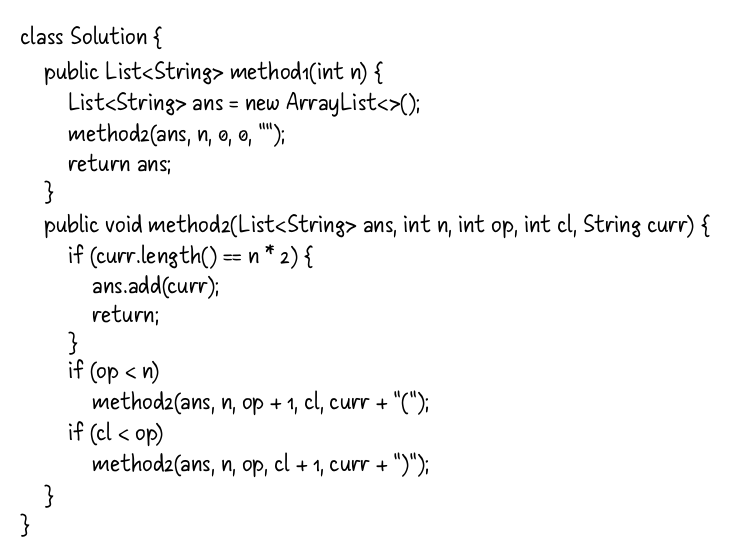 class Solution {
public List<String> method1(int n) {
List<String> ans = new ArrayList<>();
method2(ans, n, 0, 0, "");
return ans;
}
public void method2(List<String> ans, int n, int op, int cl, String curr) {
if (curr.length() == n * 2) {
ans.add(curr);
return;
}
if (op < n)
method2(ans, n, op + 1, cl, curr + "(");
if (cl < op)
method2(ans, n, op, cl + 1, curr + ")");
}
}